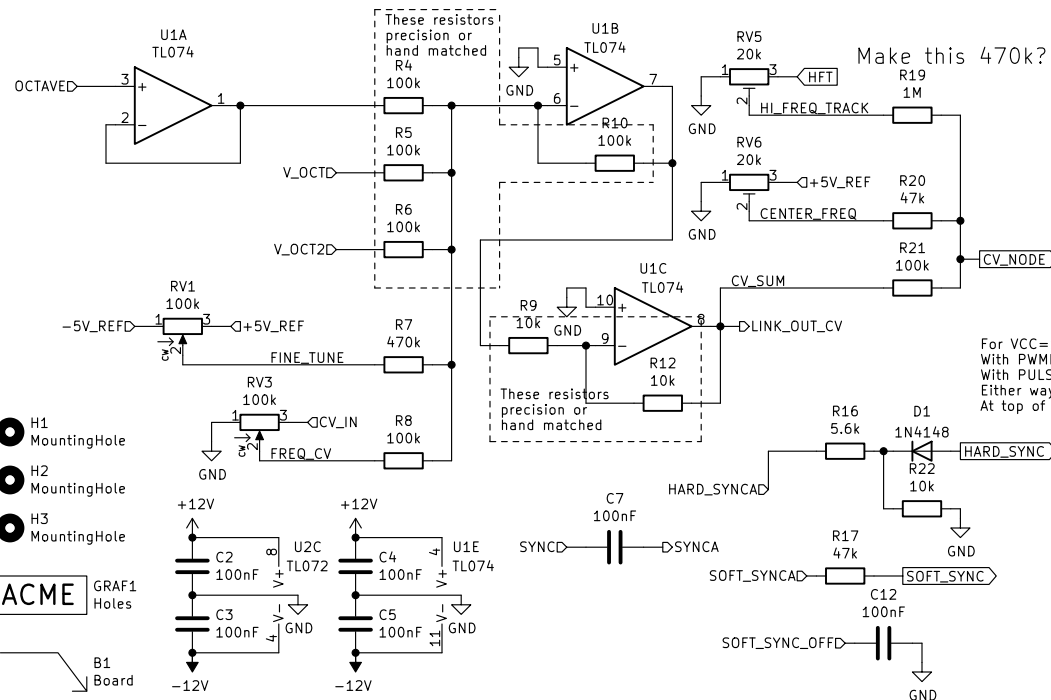 These resistors
precision or
hand matched
U1A
TL074
OCTAVE
3
+
2
−
1
R4
100k
R5
100k
V_OCT
R6
100k
V_OCT2
U1B
TL074
5
+
6
−
7
GND
R10
100k
RV5
20k
1
3
2
HFT
GND
HI_FREQ_TRACK
Make this 470k?
R19
1M
RV6
20k
1
3
2
+5V_REF
GND
CENTER_FREQ
R20
47k
R21
100k
CV_SUM
CV_NODE
U1C
TL074
10
+
9
−
8
GND
R9
10k
R12
10k
LINK_OUT_CV
These resistors
precision or
hand matched
RV1
100k
-5V_REF
1
3
2
+5V_REF
cw
FINE_TUNE
R7
470k
RV3
100k
1
3
2
CV_IN
cw
GND
FREQ_CV
R8
100k
For VCC=
With PWM
With PULS
Either way
At top of
H1
MountingHole
H2
MountingHole
H3
MountingHole
R16
5.6k
D1
1N4148
HARD_SYNC
R22
10k
HARD_SYNCA
GND
+12V
C2
100nF
8
V+
U2C
TL072
C3
100nF
4
V−
GND
-12V
+12V
C4
100nF
4
V+
U1E
TL074
C5
100nF
11
V−
GND
-12V
C7
100nF
SYNC
SYNCA
R17
47k
SOFT_SYNCA
SOFT_SYNC
C12
100nF
SOFT_SYNC_OFF
GND
ACME
GRAF1
Holes
B1
Board